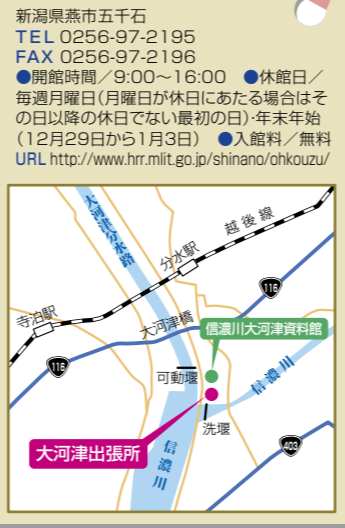 新潟県燕市五千石
TEL 0256-97-2195
FAX 0256-97-2196
●開館時間／9:00～16:00　●休館日／
毎週月曜日（月曜日が休日にあたる場合はそ
の日以降の休日でない最初の日）・年末年始
（12月29日から1月3日）　●入館料／無料
URL http://www.hrr.mlit.go.jp/shinano/ohkouzu/
大河津分水路
越後線
分水駅
116
寺泊駅
大河津橋
信濃川大河津資料館
116
可動堰
信濃川
洗堰
大河津出張所
信濃川
403